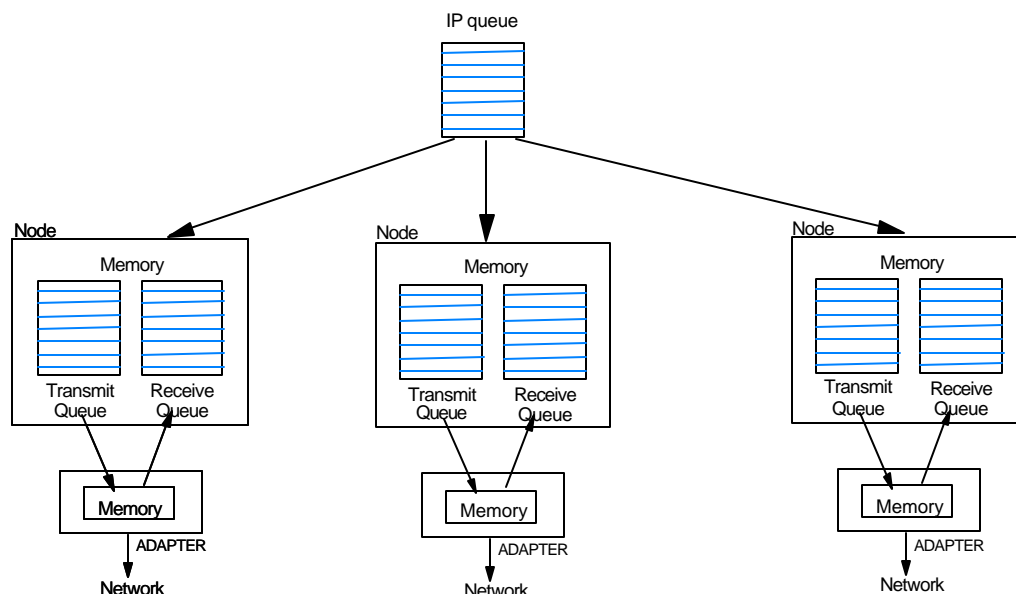 IP queue
Node
Memory
Transmit
Queue
Receive
Queue
Memory
ADAPTER
Network
Node
Memory
Transmit
Queue
Receive
Queue
Memory
ADAPTER
Network
Node
Memory
Transmit
Queue
Receive
Queue
Memory
ADAPTER
Network